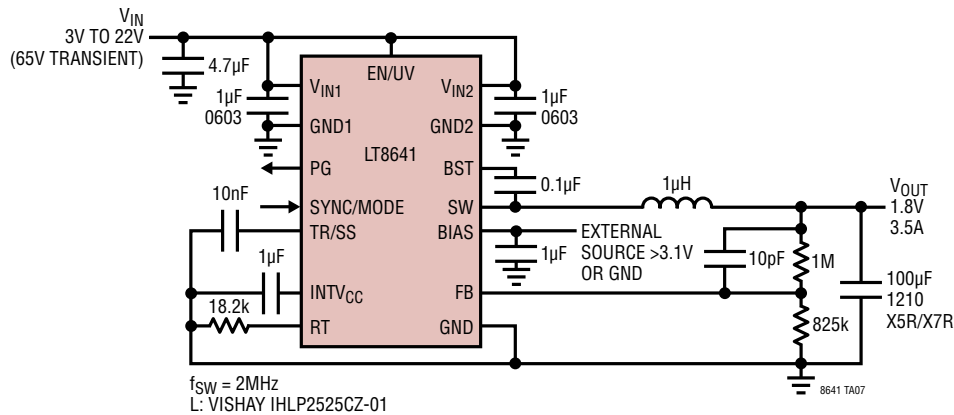 VIN
3V TO 22V
(65V TRANSIENT)
4.7µF
1µF
0603
EN/UV
VIN1
VIN2
GND1
GND2
1µF
0603
LT8641
PG
BST
0.1µF
1µH
VOUT
1.8V
3.5A
10nF
SYNC/MODE
SW
TR/SS
BIAS
EXTERNAL
SOURCE >3.1V
OR GND
1µF
10pF
1M
1µF
INTVCC
FB
100µF
1210
X5R/X7R
18.2k
RT
GND
825k
fSW = 2MHz
L: VISHAY IHLP2525CZ-01
8641 TA07